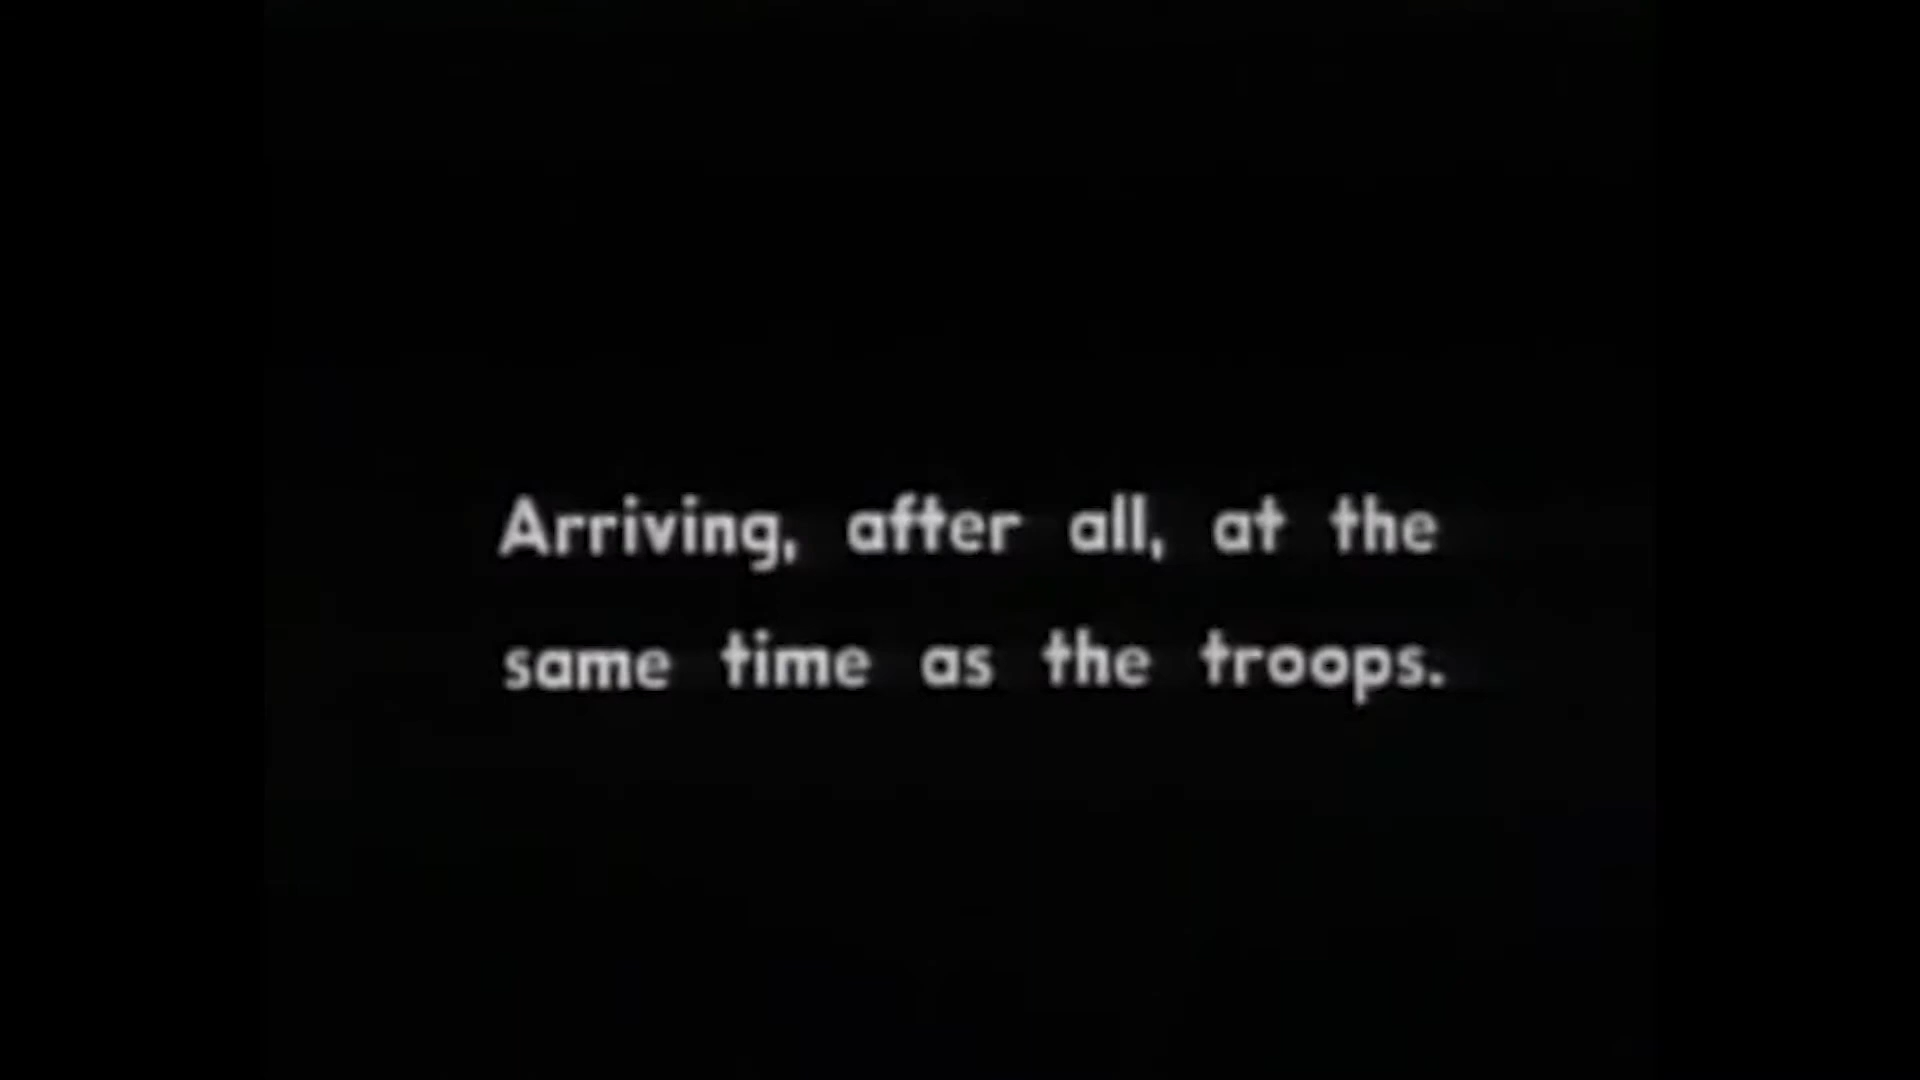 Arriving, after all, at the
same time as the troops.